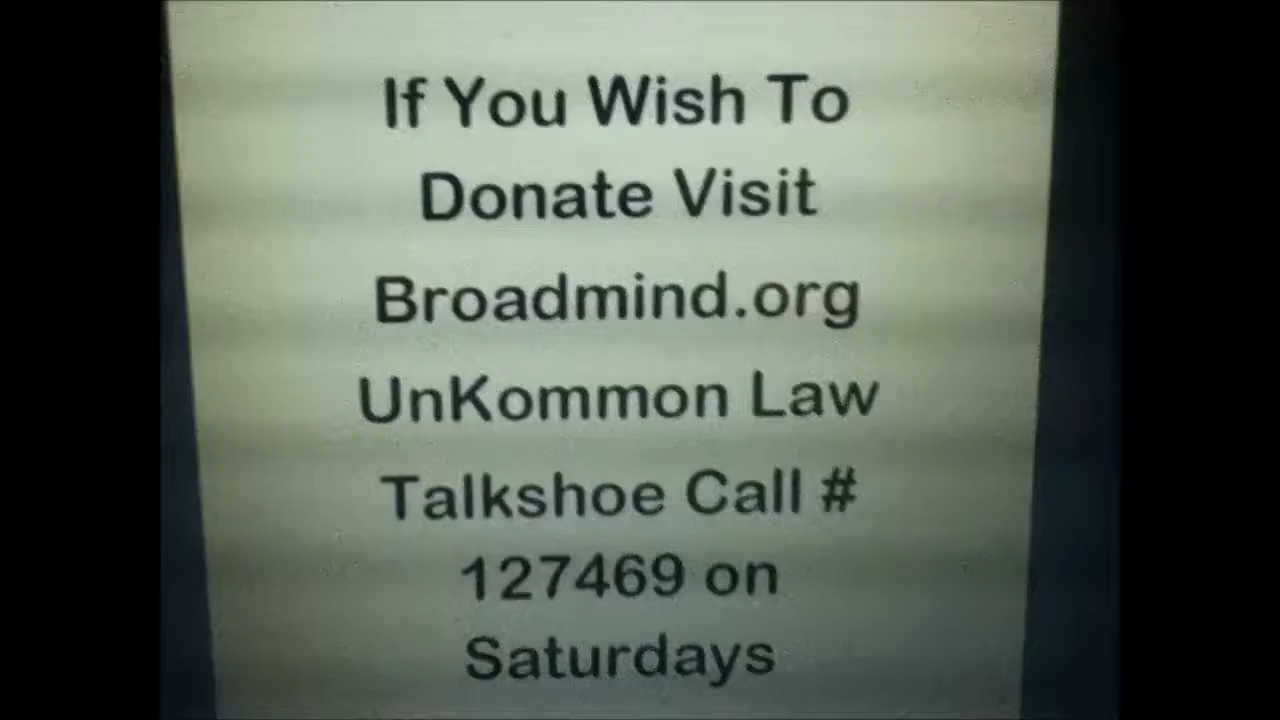 If You Wish To
Donate Visit
Broadmind.org
UnKommon Law
Talkshoe Call #
127469 on
Saturdays